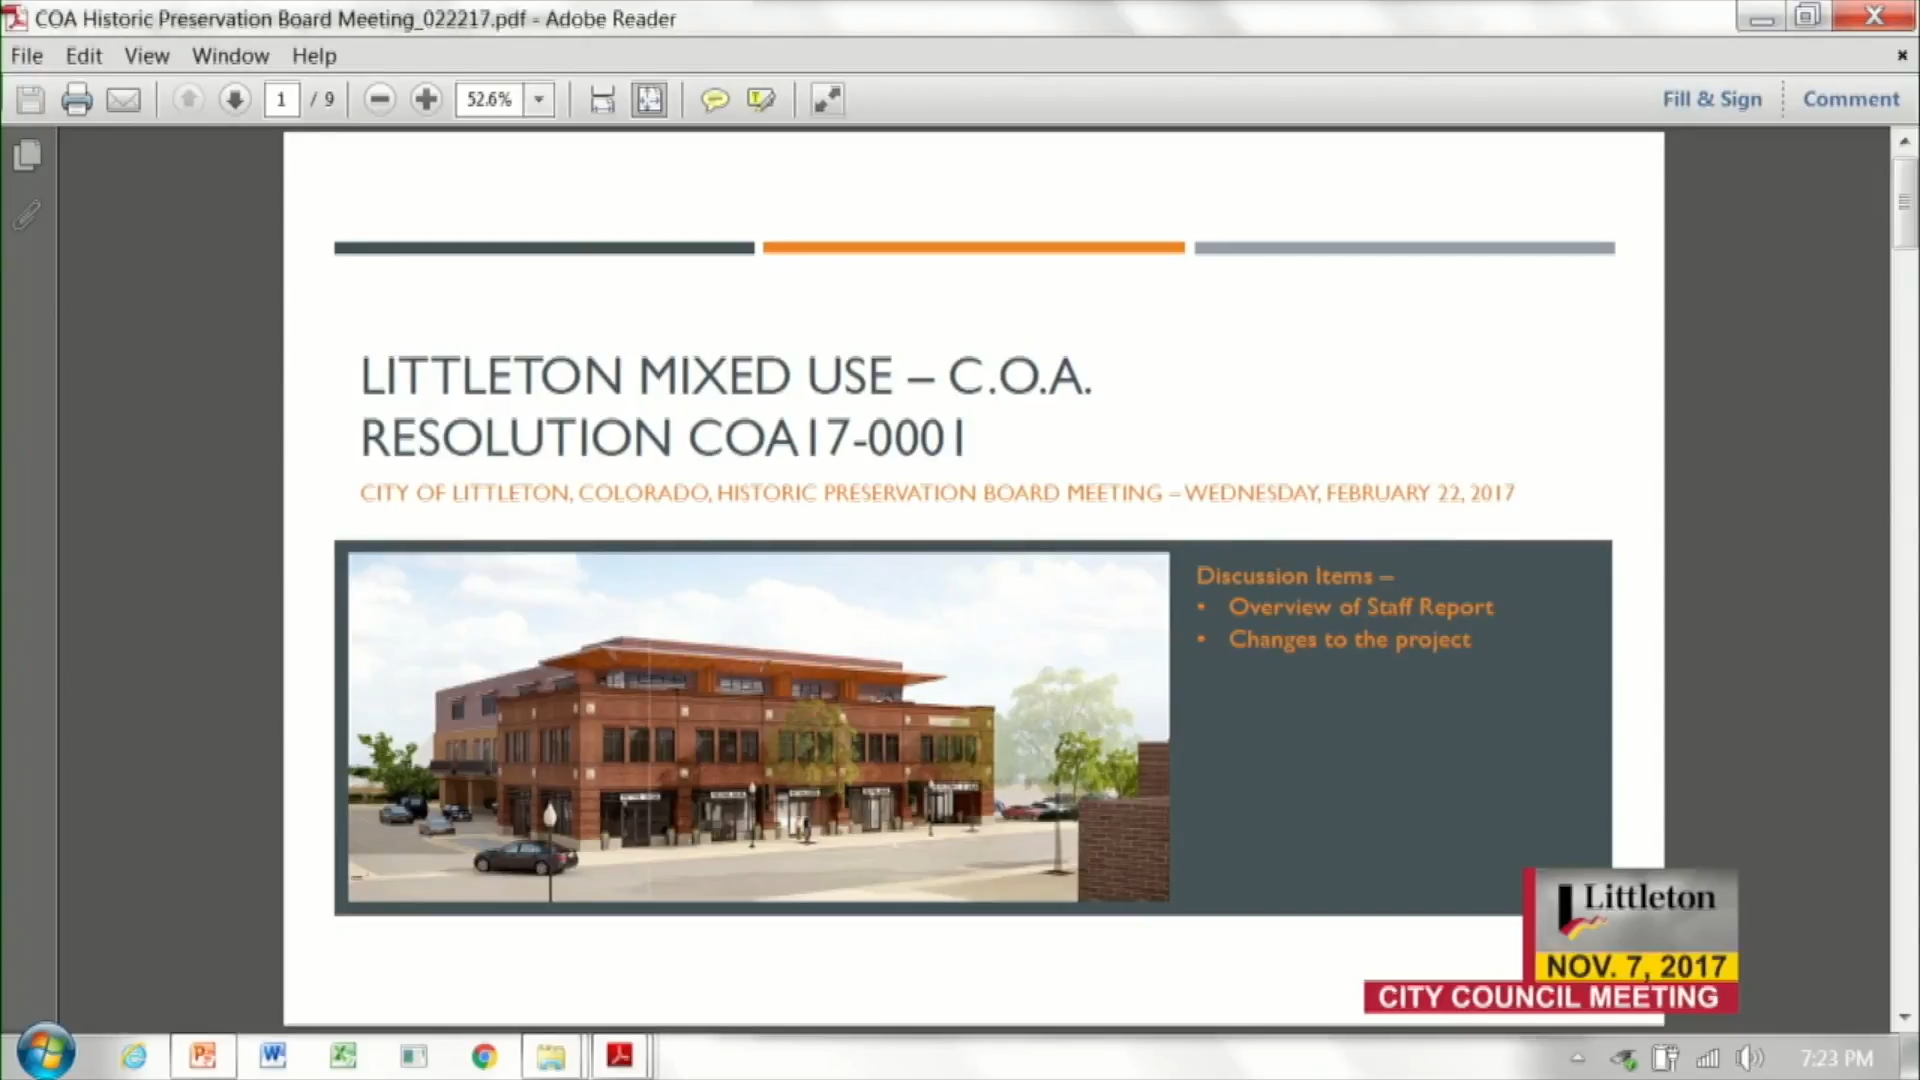 COA Historic Preservation Board Meeting_022217.pdf - Adobe Reader
File Edit View Window Help
1 / 9 52.6% Fill & Sign Comment
LITTLETON MIXED USE – C.O.A.
RESOLUTION COA17-0001
CITY OF LITTLETON, COLORADO, HISTORIC PRESERVATION BOARD MEETING – WEDNESDAY, FEBRUARY 22, 2017
Discussion Items –
• Overview of Staff Report
• Changes to the project
Littleton
NOV. 7, 2017
CITY COUNCIL MEETING
7:23 PM